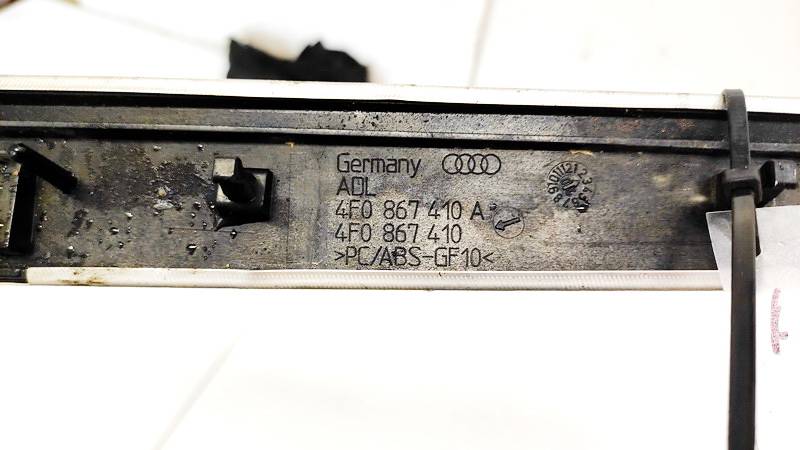 Germany
ADL
4F0 867 410 A
4F0 867 410
>PC/ABS-GF10<